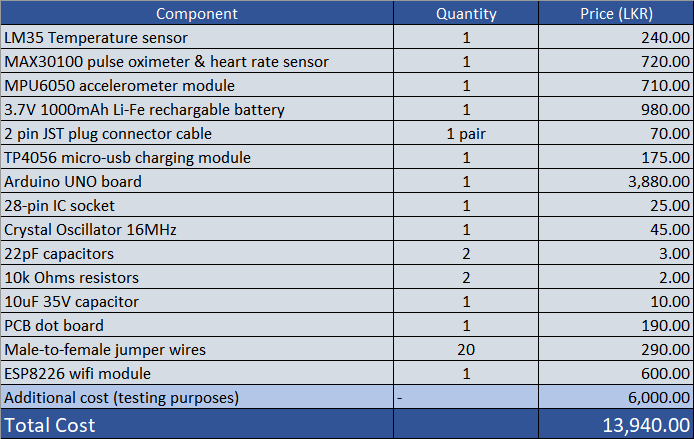 Component Quantity Price (LKR)
LM35 Temperature sensor 1 240.00
MAX30100 pulse oximeter & heart rate sensor 1 720.00
MPU6050 accelerometer module 1 710.00
3.7V 1000mAh Li-Fe rechargable battery 1 980.00
2 pin JST plug connector cable 1 pair 70.00
TP4056 micro-usb charging module 1 175.00
Arduino UNO board 1 3,880.00
28-pin IC socket 1 25.00
Crystal Oscillator 16MHz 1 45.00
22pF capacitors 2 3.00
10k Ohms resistors 2 2.00
10uF 35V capacitor 1 10.00
PCB dot board 1 190.00
Male-to-female jumper wires 20 290.00
ESP8226 wifi module 1 600.00
Additional cost (testing purposes) - 6,000.00
Total Cost 13,940.00